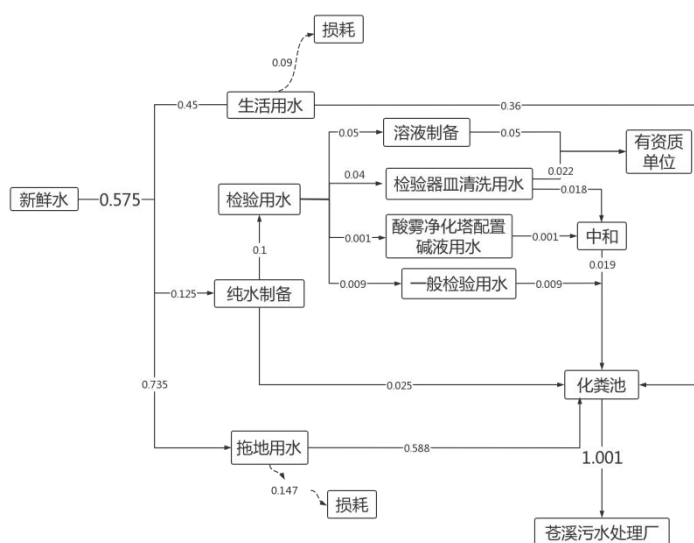 损耗
0.09
0.45
生活用水
0.36
0.05
溶液制备
0.05
有资质
单位
0.022
新鲜水
0.575
检验用水
0.04
检验器皿清洗用水
0.018
0.001
酸雾净化塔配置
碱液用水
0.001
中和
0.1
0.019
0.009
一般检验用水
0.009
0.125
纯水制备
0.735
0.025
化粪池
拖地用水
0.588
1.001
0.147
损耗
苍溪污水处理厂